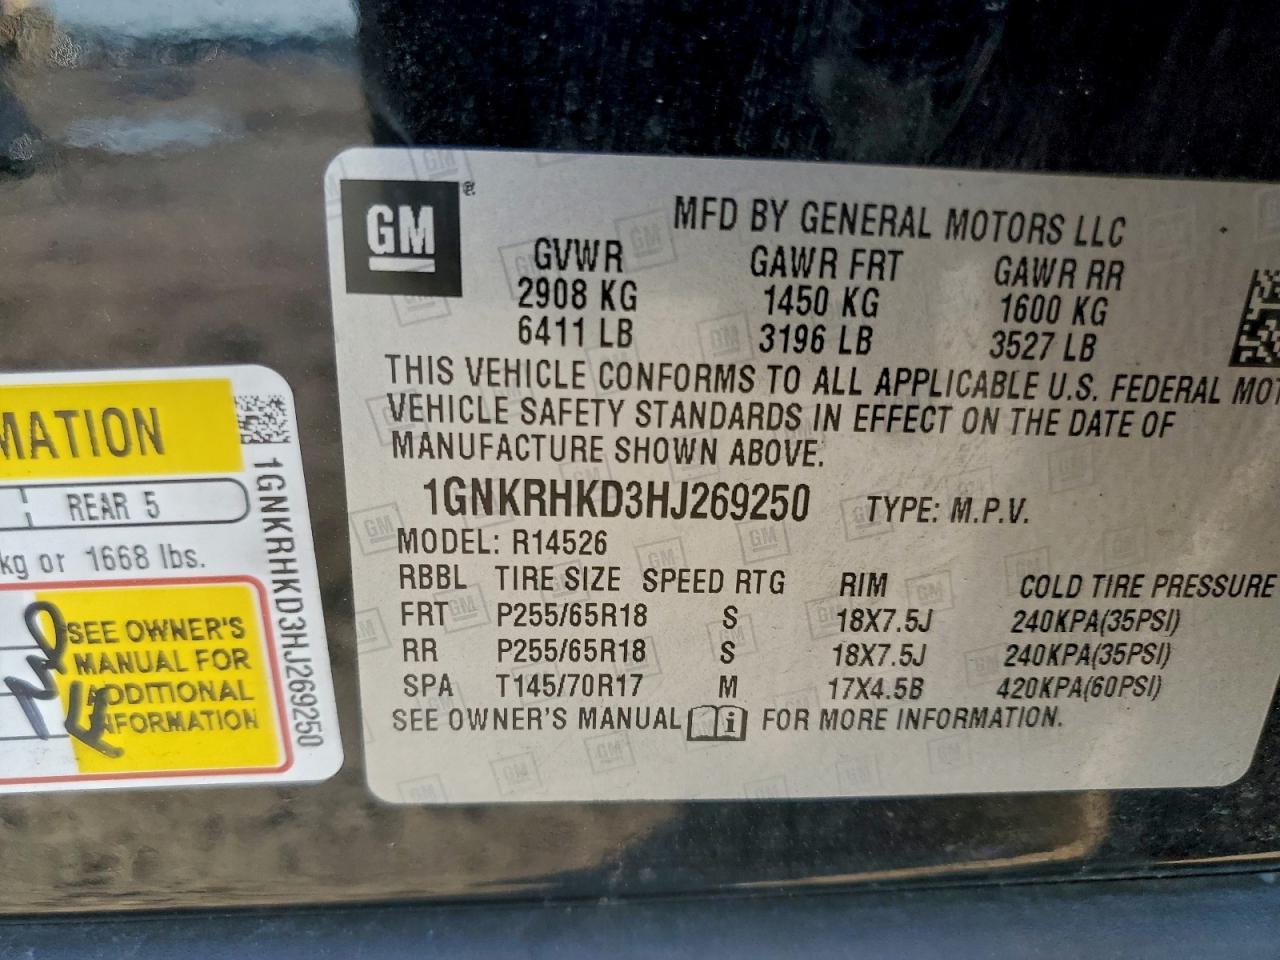 GM®
MFD BY GENERAL MOTORS LLC
GVWR GAWR FRT GAWR RR
2908 KG 1450 KG 1600 KG
6411 LB 3196 LB 3527 LB
THIS VEHICLE CONFORMS TO ALL APPLICABLE U.S. FEDERAL MOT
VEHICLE SAFETY STANDARDS IN EFFECT ON THE DATE OF
MANUFACTURE SHOWN ABOVE.
1GNKRHKD3HJ269250 TYPE: M.P.V.
MODEL: R14526
RBBL TIRE SIZE SPEED RTG RIM COLD TIRE PRESSURE
FRT P255/65R18 S 18X7.5J 240KPA(35PSI)
RR P255/65R18 S 18X7.5J 240KPA(35PSI)
SPA T145/70R17 M 17X4.5B 420KPA(60PSI)
SEE OWNER'S MANUAL i FOR MORE INFORMATION.
MATION
REAR 5
kg or 1668 lbs.
SEE OWNER'S
MANUAL FOR
ADDITIONAL
INFORMATION
1GNKRHKD3HJ269250